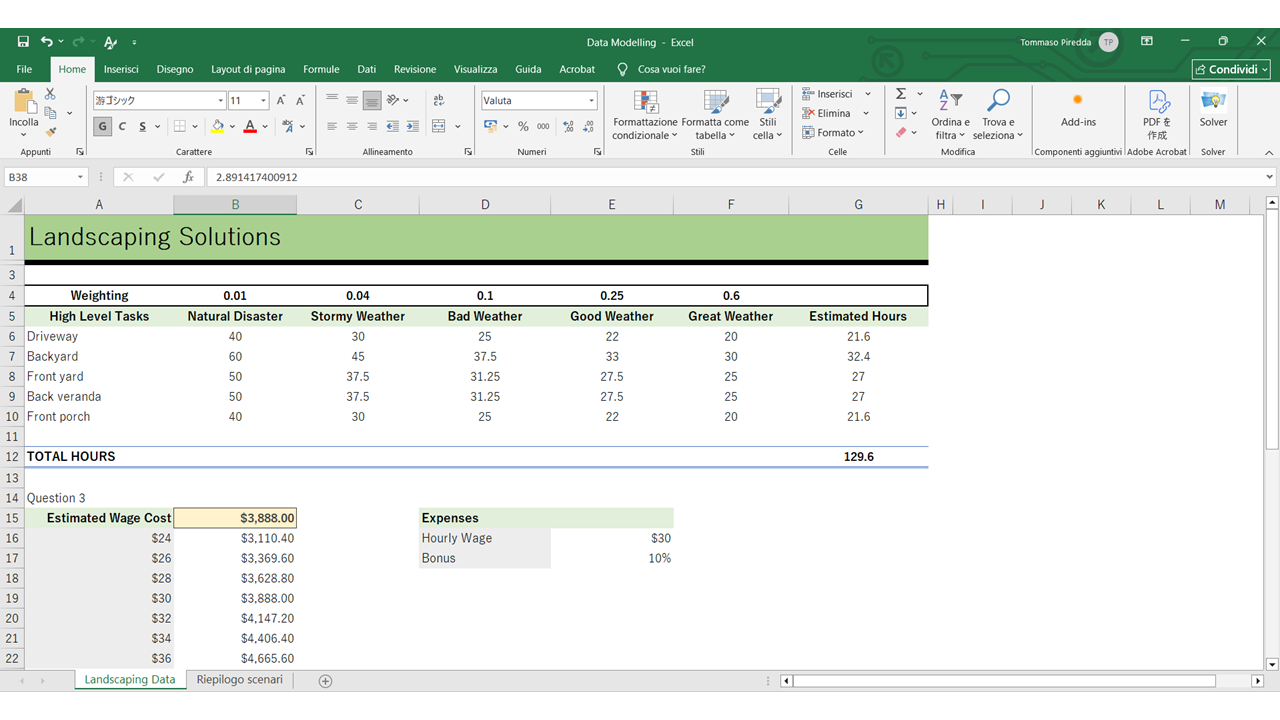 Data Modelling - Excel
Tommaso Piredda TP
File Home Inserisci Disegno Layout di pagina Formule Dati Revisione Visualizza Guida Acrobat Cosa vuoi fare? Condividi
Incolla
Appunti
游ゴシック 11
G C S
Carattere
Allineamento
Valuta
% 000
Numeri
Formattazione condizionale
Formatta come tabella
Stili cella
Stili
Inserisci
Elimina
Formato
Celle
Ordina e filtra
Trova e seleziona
Modifica
Add-ins
Componenti aggiuntivi
PDF を 作成
Adobe Acrobat
Solver
Solver
B38 fx 2.891417400912
A B C D E F G H I J K L M
1 Landscaping Solutions
3
4 Weighting 0.01 0.04 0.1 0.25 0.6
5 High Level Tasks Natural Disaster Stormy Weather Bad Weather Good Weather Great Weather Estimated Hours
6 Driveway 40 30 25 22 20 21.6
7 Backyard 60 45 37.5 33 30 32.4
8 Front yard 50 37.5 31.25 27.5 25 27
9 Back veranda 50 37.5 31.25 27.5 25 27
10 Front porch 40 30 25 22 20 21.6
11
12 TOTAL HOURS 129.6
13
14 Question 3
15 Estimated Wage Cost $3,888.00 Expenses
16 $24 $3,110.40 Hourly Wage $30
17 $26 $3,369.60 Bonus 10%
18 $28 $3,628.80
19 $30 $3,888.00
20 $32 $4,147.20
21 $34 $4,406.40
22 $36 $4,665.60
Landscaping Data Riepilogo scenari